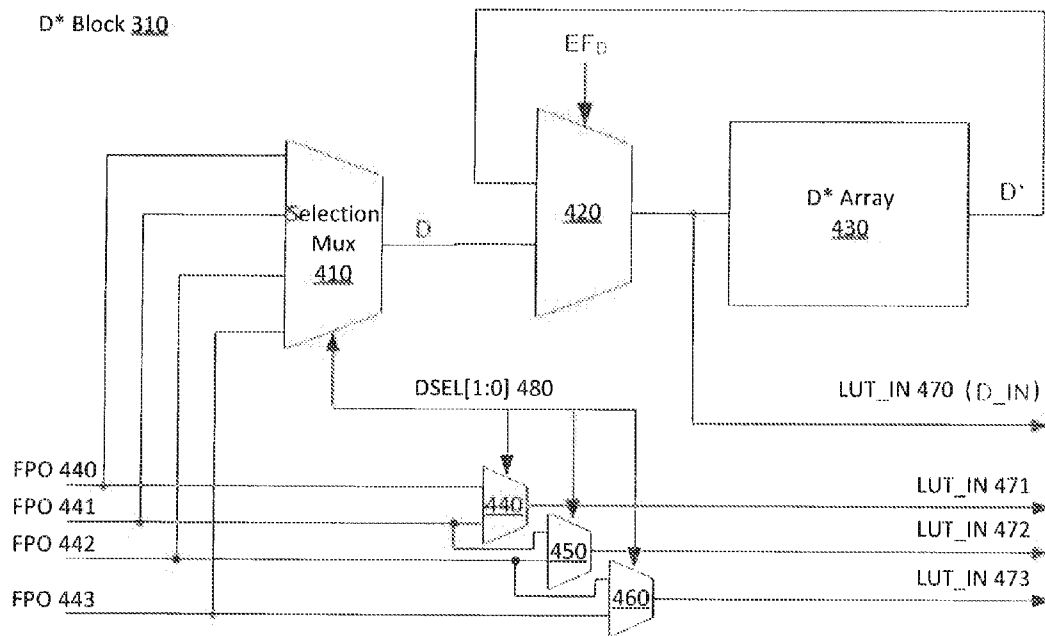 D* Block 310
EF_D
Selection
Mux
410
D
420
D* Array
430
D'
DSEL[1:0] 480
LUT_IN 470 (D_IN)
FPO 440
440
LUT_IN 471
FPO 441
FPO 442
450
LUT_IN 472
FPO 443
460
LUT_IN 473